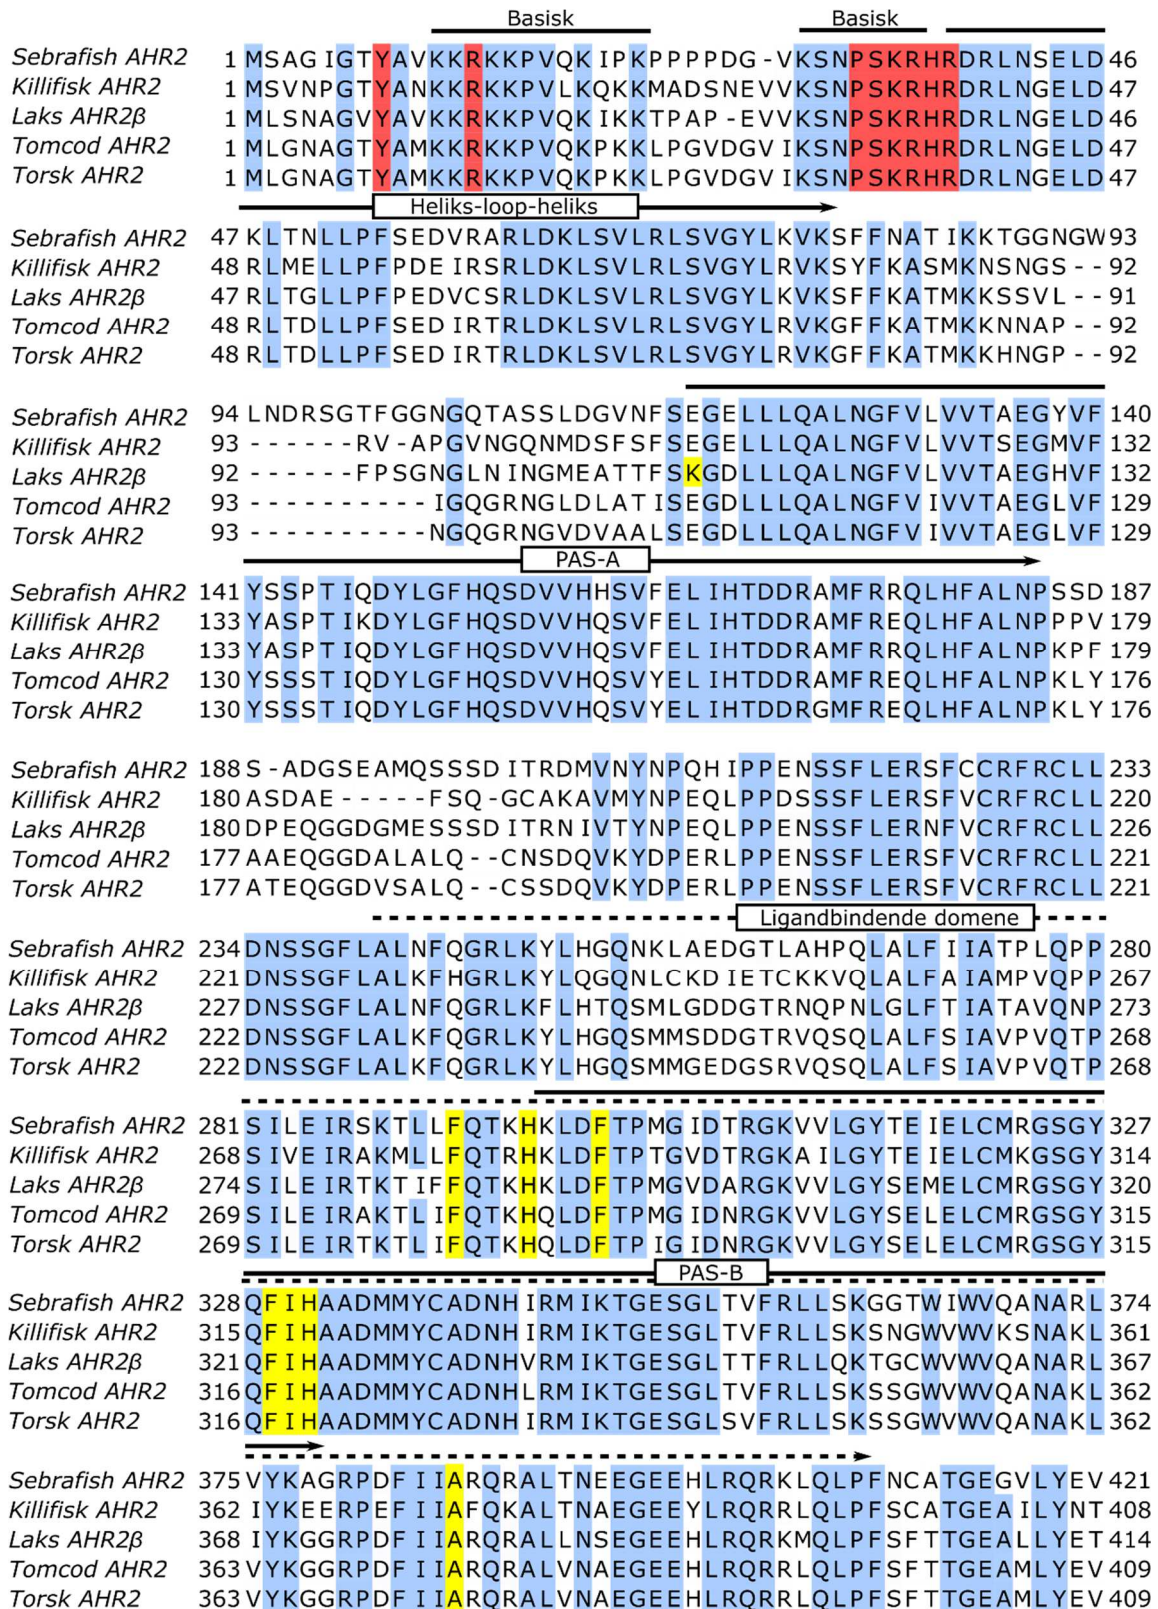 Basisk Basisk
Sebrafish AHR2 1 MSAGIGTYAVKKRKKPVQKIPKPPPPDG-VKSNPSKRHRDRLNSELD 46
Killifisk AHR2 1 MSVNPGTYANKKRKKPVLKQKKMADSNEVVKSNPSKRHRDRLNGELD 47
Laks AHR2β 1 MLSNAGVYAVKKRKKPVQKIKKTPAP-EVVKSNPSKRHRDRLNGELD 46
Tomcod AHR2 1 MLGNAGTYAMKKRKKPVQKPKKLPGVDGVIKSNPSKRHRDRLNGELD 47
Torsk AHR2 1 MLGNAGTYAMKKRKKPVQKPKKLPGVDGVIKSNPSKRHRDRLNGELD 47
Heliks-loop-heliks
Sebrafish AHR2 47 KLTNLLPFSEDVRARLDKLSVLRLSVGYLKVKSFFNATIKKTGGNGW 93
Killifisk AHR2 48 RLMELLPFPDEIRSRLDKLSVLRLSVGYLRVKSYFKASMKNSNGS-- 92
Laks AHR2β 47 RLTGLLPFPEDVCSRLDKLSVLRLSVGYLKVKSFFKATMKKSSVL-- 91
Tomcod AHR2 48 RLTDLLPFSEDIRTRLDKLSVLRLSVGYLRVKGFFKATMKKNNAP-- 92
Torsk AHR2 48 RLTDLLPFSEDIRTRLDKLSVLRLSVGYLRVKGFFKATMKKHNGP-- 92
Sebrafish AHR2 94 LNDRSGTFGGNGQTASSLDGVNFSEGELLLQALNGFVLVVTAEGYVF 140
Killifisk AHR2 93 ------RV-APGVNGQNMDSFSFSEGELLLQALNGFVLVVTSEGMVF 132
Laks AHR2β 92 ------FPSGNGLNINGMEATTFSKGDLLLQALNGFVLVVTAEGHVF 132
Tomcod AHR2 93 ----------IGQGRNGLDLATISEGDLLLQALNGFVIVVTAEGLVF 129
Torsk AHR2 93 ----------NGQGRNGVDVAALSEGDLLLQALNGFVIVVTAEGLVF 129
PAS-A
Sebrafish AHR2 141 YSSPTIQDYLGFHQSDVVHHSVFELIHTDDRAMFRRQLHFALNPSSD 187
Killifisk AHR2 133 YASPTIKDYLGFHQSDVVHQSVFELIHTDDRAMFREQLHFALNPPPV 179
Laks AHR2β 133 YASPTIQDYLGFHQSDVVHQSVFELIHTDDRAMFRRQLHFALNPKPF 179
Tomcod AHR2 130 YSSSTIQDYLGFHQSDVVHQSVYELIHTDDRAMFREQLHFALNPKLY 176
Torsk AHR2 130 YSSSTIQDYLGFHQSDVVHQSVYELIHTDDRGMFREQLHFALNPKLY 176
Sebrafish AHR2 188 S-ADGSEAMQSSSDITRDMVNYNPQHIPPENSSFLERSFCCRFRCLL 233
Killifisk AHR2 180 ASDAE-----FSQ-GCAKAVMYNPEQLPPDSSSFLERSFVCRFRCLL 220
Laks AHR2β 180 DPEQGGDGMESSSDITRNIVTYNPEQLPPENSSFLERNFVCRFRCLL 226
Tomcod AHR2 177 AAEQGGDALALQ--CNSDQVKYDPERLPPENSSFLERSFVCRFRCLL 221
Torsk AHR2 177 ATEQGGDVSALQ--CSSDQVKYDPERLPPENSSFLERSFVCRFRCLL 221
Ligandbindende domene
Sebrafish AHR2 234 DNSSGFLALNFQGRLKYLHGQNKLAEDGTLAHPQLALFIIATPLQPP 280
Killifisk AHR2 221 DNSSGFLALKFHGRLKYLQGQNLCKDIETCKKVQLALFAIAMPVQPP 267
Laks AHR2β 227 DNSSGFLALNFQGRLKFLHTQSMLGDDGTRNQPNLGLFTIATAVQNP 273
Tomcod AHR2 222 DNSSGFLALKFQGRLKYLHGQSMMSDDGTRVQSQLALFSIAVPVQTP 268
Torsk AHR2 222 DNSSGFLALKFQGRLKYLHGQSMMGEDGSRVQSQLALFSIAVPVQTP 268
Sebrafish AHR2 281 SILEIRSKTLLFQTKHKLDFTPMGIDTRGKVVLGYTEIELCMRGSGY 327
Killifisk AHR2 268 SIVEIRAKMLLFQTRHKLDFTPTGVDTRGKAILGYTEIELCMKGSGY 314
Laks AHR2β 274 SILEIRTKTIFFQTKHKLDFTPMGVDARGKVVLGYSEMELCMRGSGY 320
Tomcod AHR2 269 SILEIRAKTLIFQTKHQLDFTPMGIDNRGKVVLGYSELELCMRGSGY 315
Torsk AHR2 269 SILEIRTKTLIFQTKHQLDFTPIGIDNRGKVVLGYSELELCMRGSGY 315
PAS-B
Sebrafish AHR2 328 QFIHAADMMYCADNHIRMIKTGESGLTVFRLLSKGGTWIWVQANARL 374
Killifisk AHR2 315 QFIHAADMMYCADNHIRMIKTGESGLTVFRLLSKSNGWVWVKSNAKL 361
Laks AHR2β 321 QFIHAADMMYCADNHVRMIKTGESGLTTFRLLQKTGCWVWVQANARL 367
Tomcod AHR2 316 QFIHAADMMYCADNHLRMIKTGESGLTVFRLLSKSSGWVWVQANAKL 362
Torsk AHR2 316 QFIHAADMMYCADNHIRMIKTGESGLSVFRLLSKSSGWVWVQANAKL 362
Sebrafish AHR2 375 VYKAGRPDFIIARQRALTNEEGEEHLRQRKLQLPFNCATGEGVLYEV 421
Killifisk AHR2 362 IYKEERPEFIIAFQKALTNAEGEEYLRQRRLQLPFSCATGEAILYNT 408
Laks AHR2β 368 IYKGGRPDFIIARQRALLNSEGEEHLRQRKMQLPFSFTTGEALLYET 414
Tomcod AHR2 363 VYKGGRPDFIIARQRALVNAEGEEHLRQRRLQLPFSFTTGEAMLYEV 409
Torsk AHR2 363 VYKGGRPDFIIARQRALVNAEGEEHLRQRRLQLPFSFTTGEAMLYEV 409